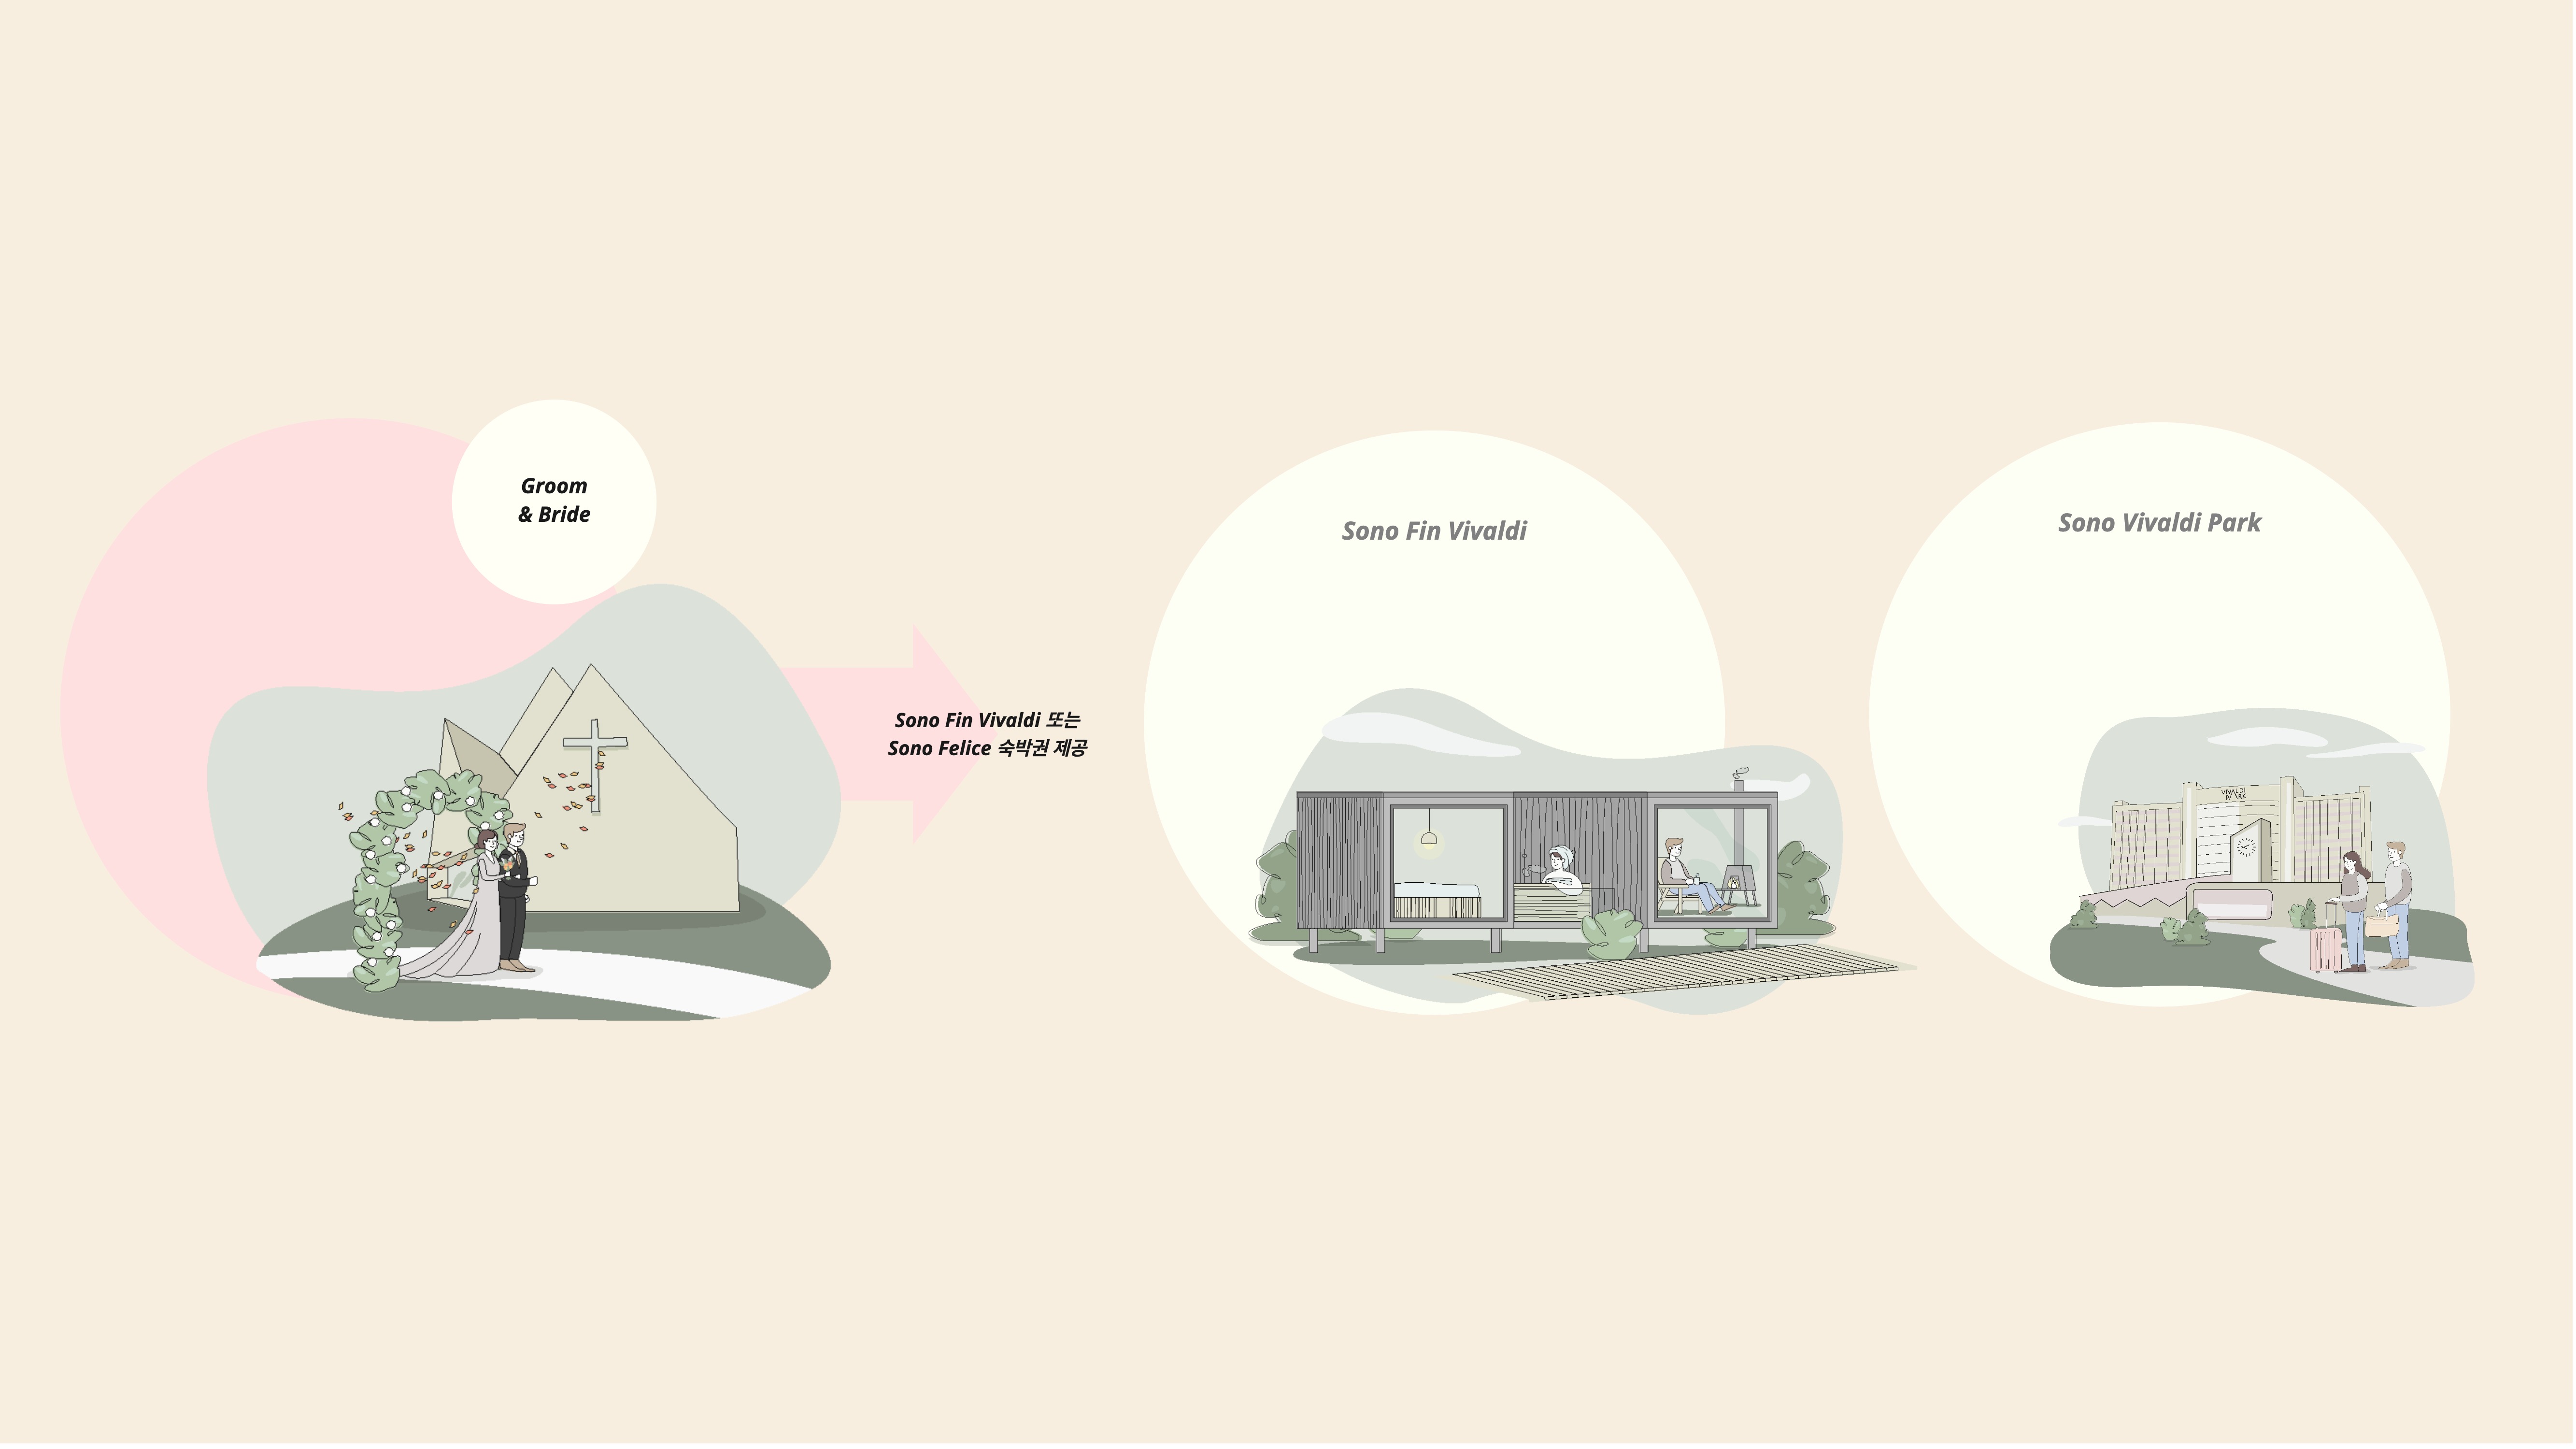 Groom
& Bride
Sono Fin Vivaldi 또는
Sono Felice 숙박권 제공
Sono Fin Vivaldi
Sono Vivaldi Park
VIVALDI
PARK